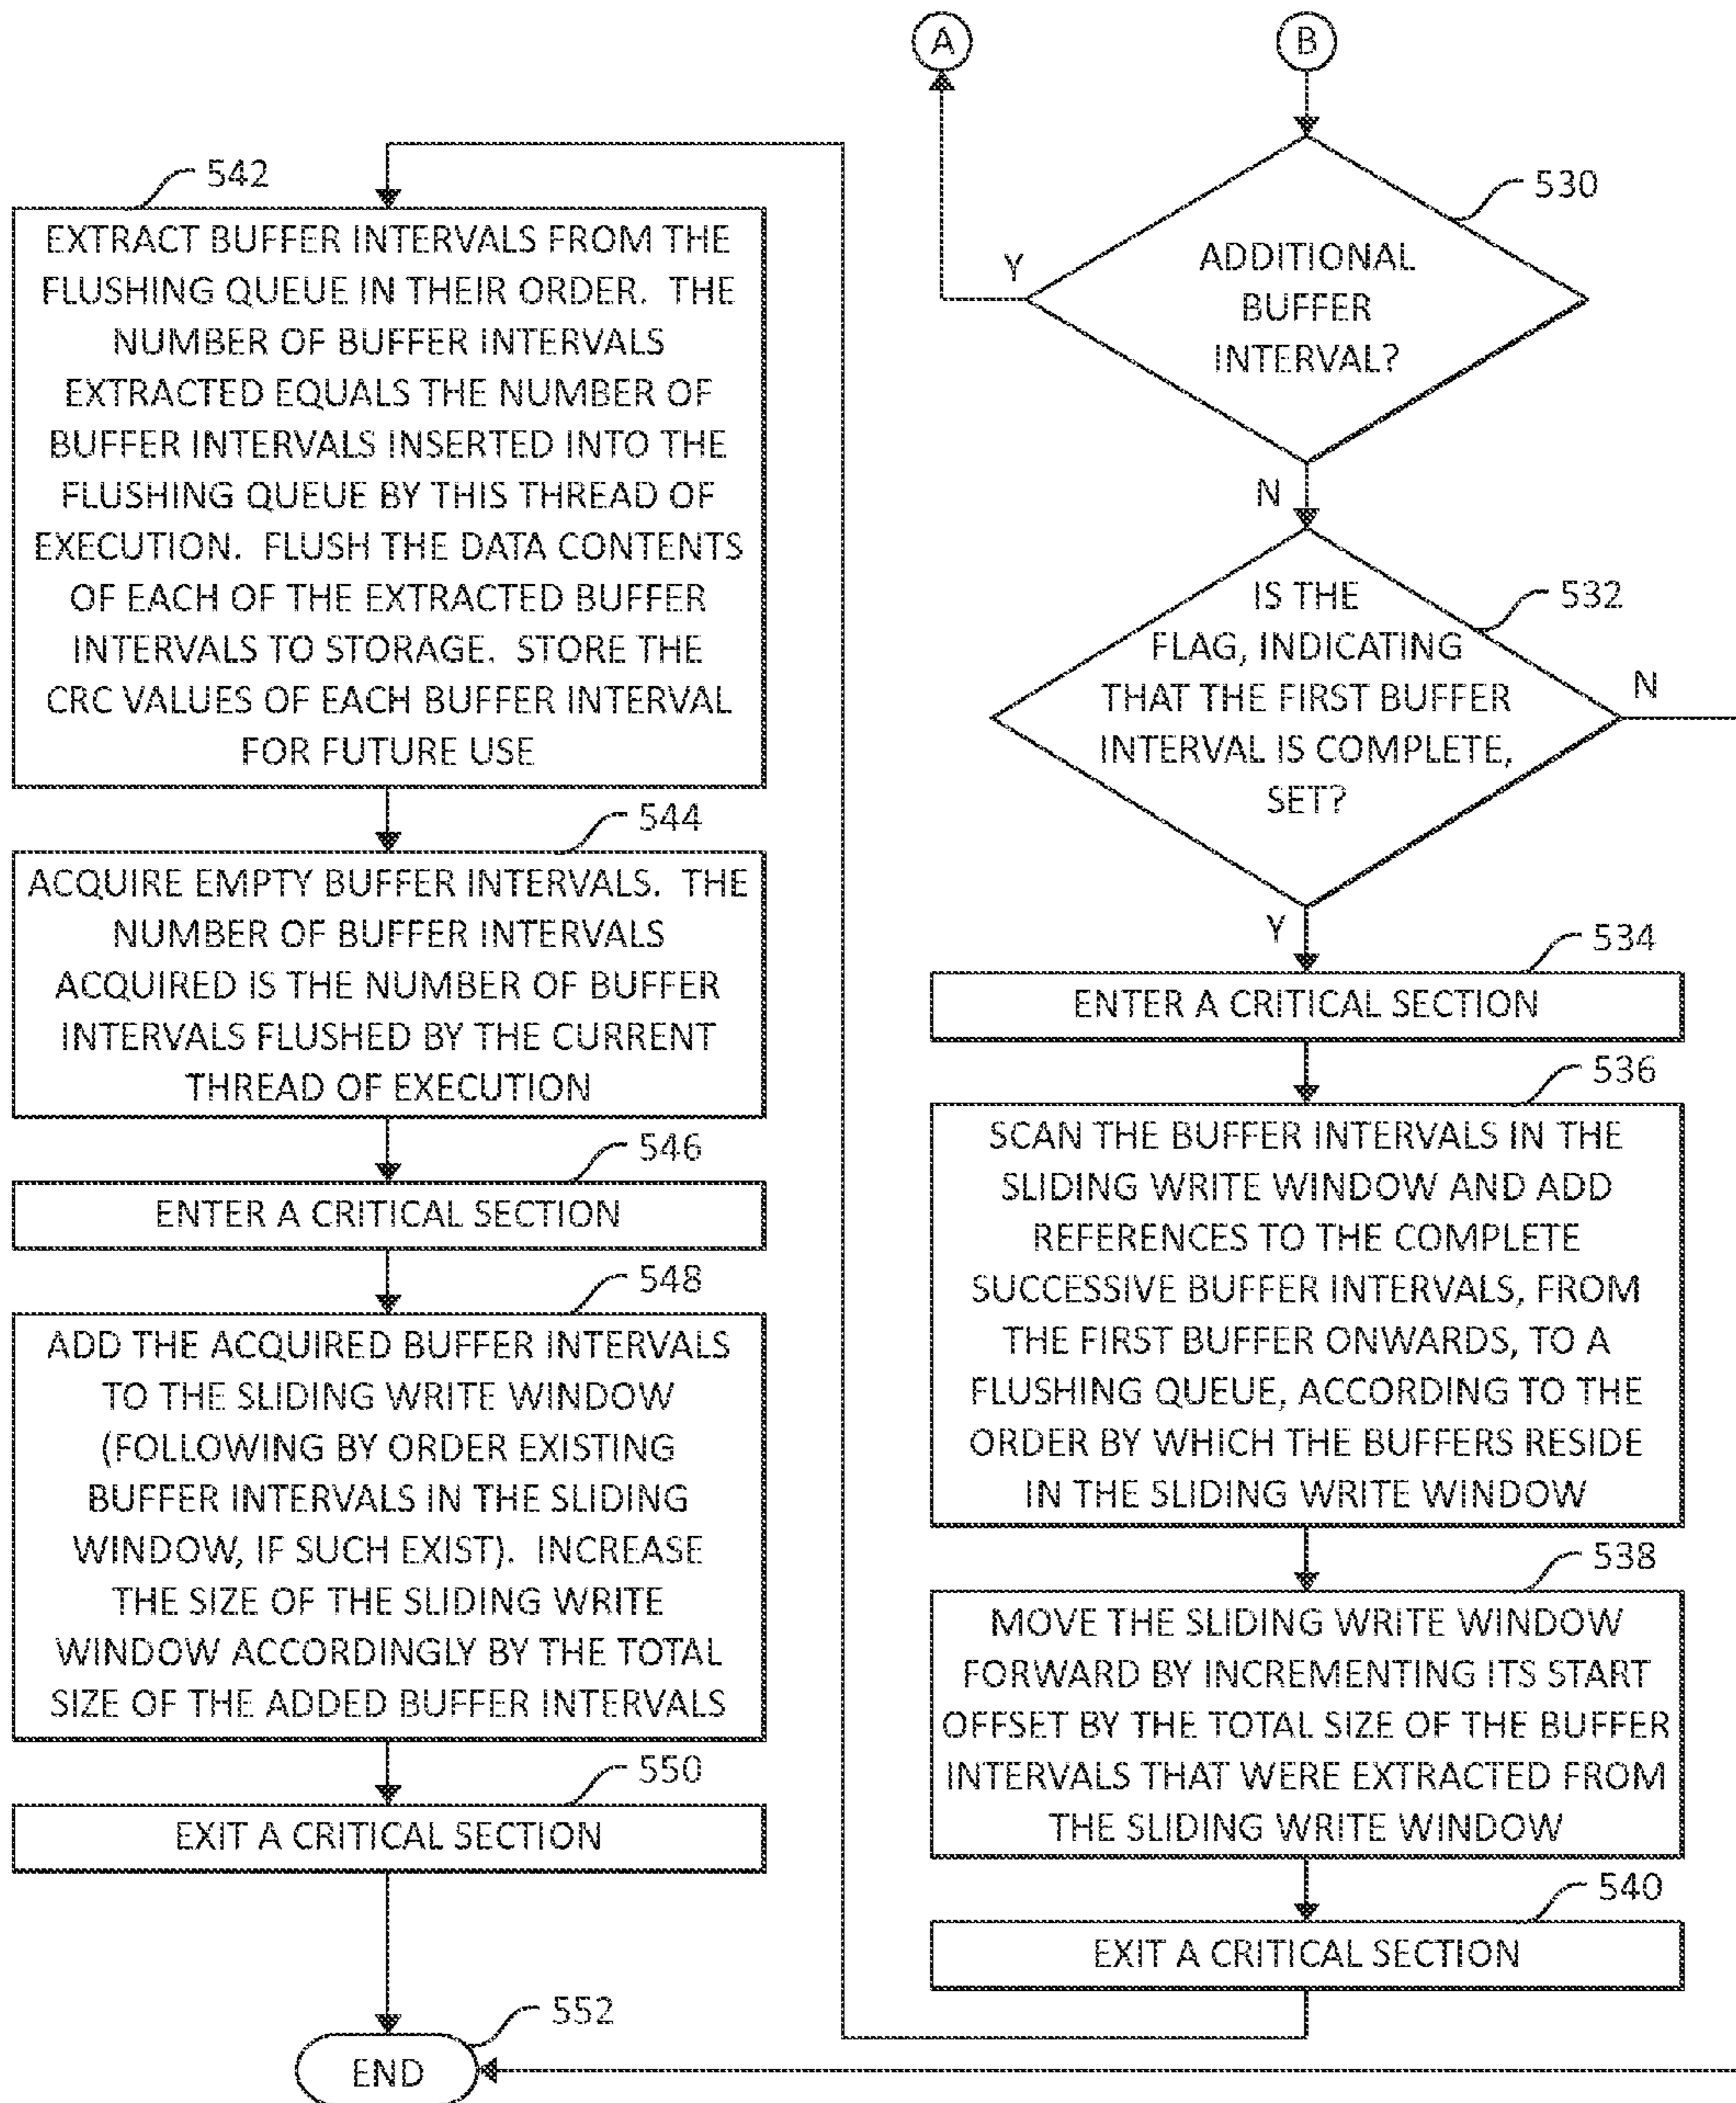 A
B
530
ADDITIONAL
BUFFER
INTERVAL?
Y
N
532
IS THE
FLAG, INDICATING
THAT THE FIRST BUFFER
INTERVAL IS COMPLETE,
SET?
N
Y
534
ENTER A CRITICAL SECTION
536
SCAN THE BUFFER INTERVALS IN THE
SLIDING WRITE WINDOW AND ADD
REFERENCES TO THE COMPLETE
SUCCESSIVE BUFFER INTERVALS, FROM
THE FIRST BUFFER ONWARDS, TO A
FLUSHING QUEUE, ACCORDING TO THE
ORDER BY WHICH THE BUFFERS RESIDE
IN THE SLIDING WRITE WINDOW
538
MOVE THE SLIDING WRITE WINDOW
FORWARD BY INCREMENTING ITS START
OFFSET BY THE TOTAL SIZE OF THE BUFFER
INTERVALS THAT WERE EXTRACTED FROM
THE SLIDING WRITE WINDOW
540
EXIT A CRITICAL SECTION
542
EXTRACT BUFFER INTERVALS FROM THE
FLUSHING QUEUE IN THEIR ORDER. THE
NUMBER OF BUFFER INTERVALS
EXTRACTED EQUALS THE NUMBER OF
BUFFER INTERVALS INSERTED INTO THE
FLUSHING QUEUE BY THIS THREAD OF
EXECUTION. FLUSH THE DATA CONTENTS
OF EACH OF THE EXTRACTED BUFFER
INTERVALS TO STORAGE. STORE THE
CRC VALUES OF EACH BUFFER INTERVAL
FOR FUTURE USE
544
ACQUIRE EMPTY BUFFER INTERVALS. THE
NUMBER OF BUFFER INTERVALS
ACQUIRED IS THE NUMBER OF BUFFER
INTERVALS FLUSHED BY THE CURRENT
THREAD OF EXECUTION
546
ENTER A CRITICAL SECTION
548
ADD THE ACQUIRED BUFFER INTERVALS
TO THE SLIDING WRITE WINDOW
(FOLLOWING BY ORDER EXISTING
BUFFER INTERVALS IN THE SLIDING
WINDOW, IF SUCH EXIST). INCREASE
THE SIZE OF THE SLIDING WRITE
WINDOW ACCORDINGLY BY THE TOTAL
SIZE OF THE ADDED BUFFER INTERVALS
550
EXIT A CRITICAL SECTION
552
END